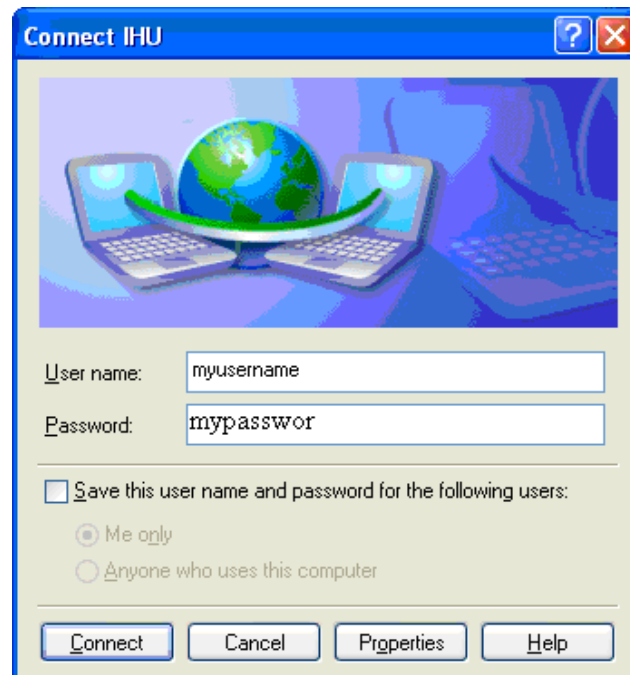 Connect IHU
User name: myusername
Password: mypasswor
Save this user name and password for the following users:
Me only
Anyone who uses this computer
Connect Cancel Properties Help